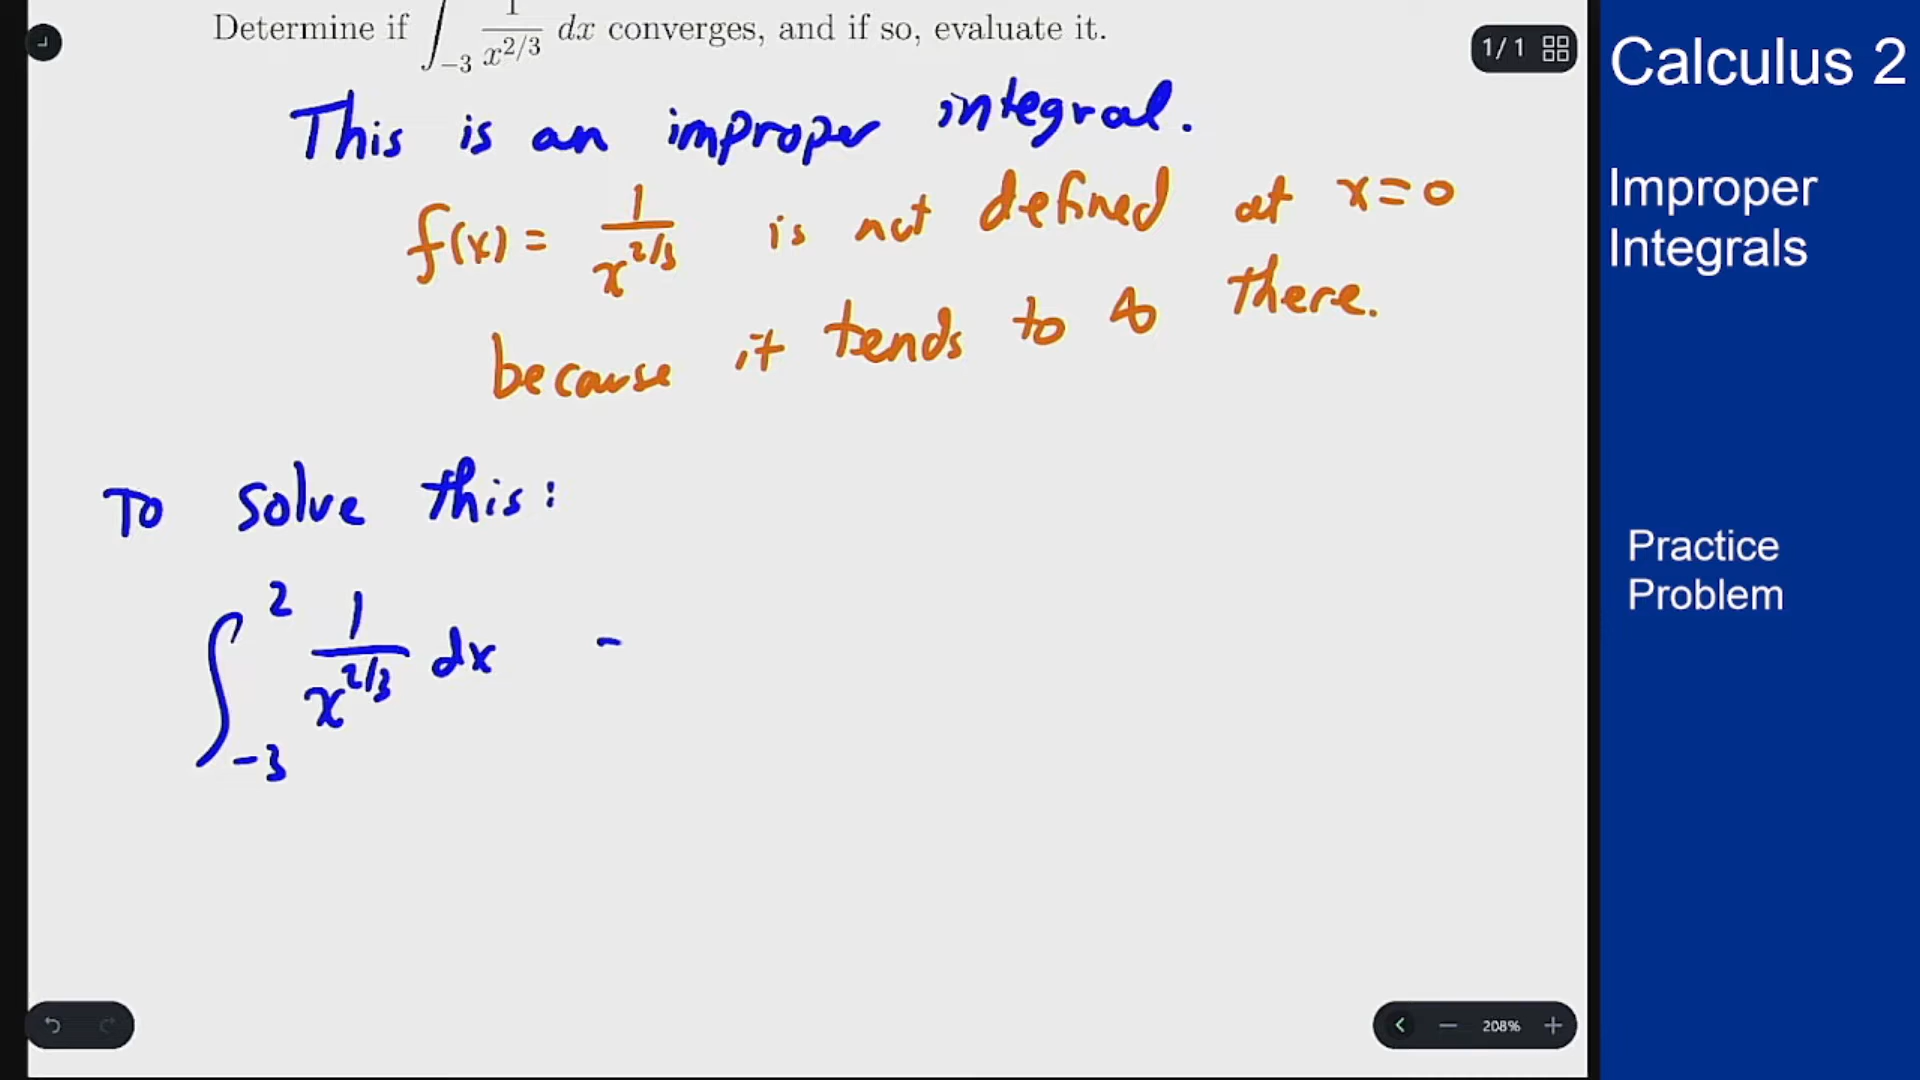 Determine if ∫_{-3} 1/x^{2/3} dx converges, and if so, evaluate it.
This is an improper integral.
f(x) = 1/x^{2/3} is not defined at x=0
because it tends to ∞ there.
To solve this:
∫_{-3}^{2} 1/x^{2/3} dx -
1/1
208%
Calculus 2
Improper
Integrals
Practice
Problem